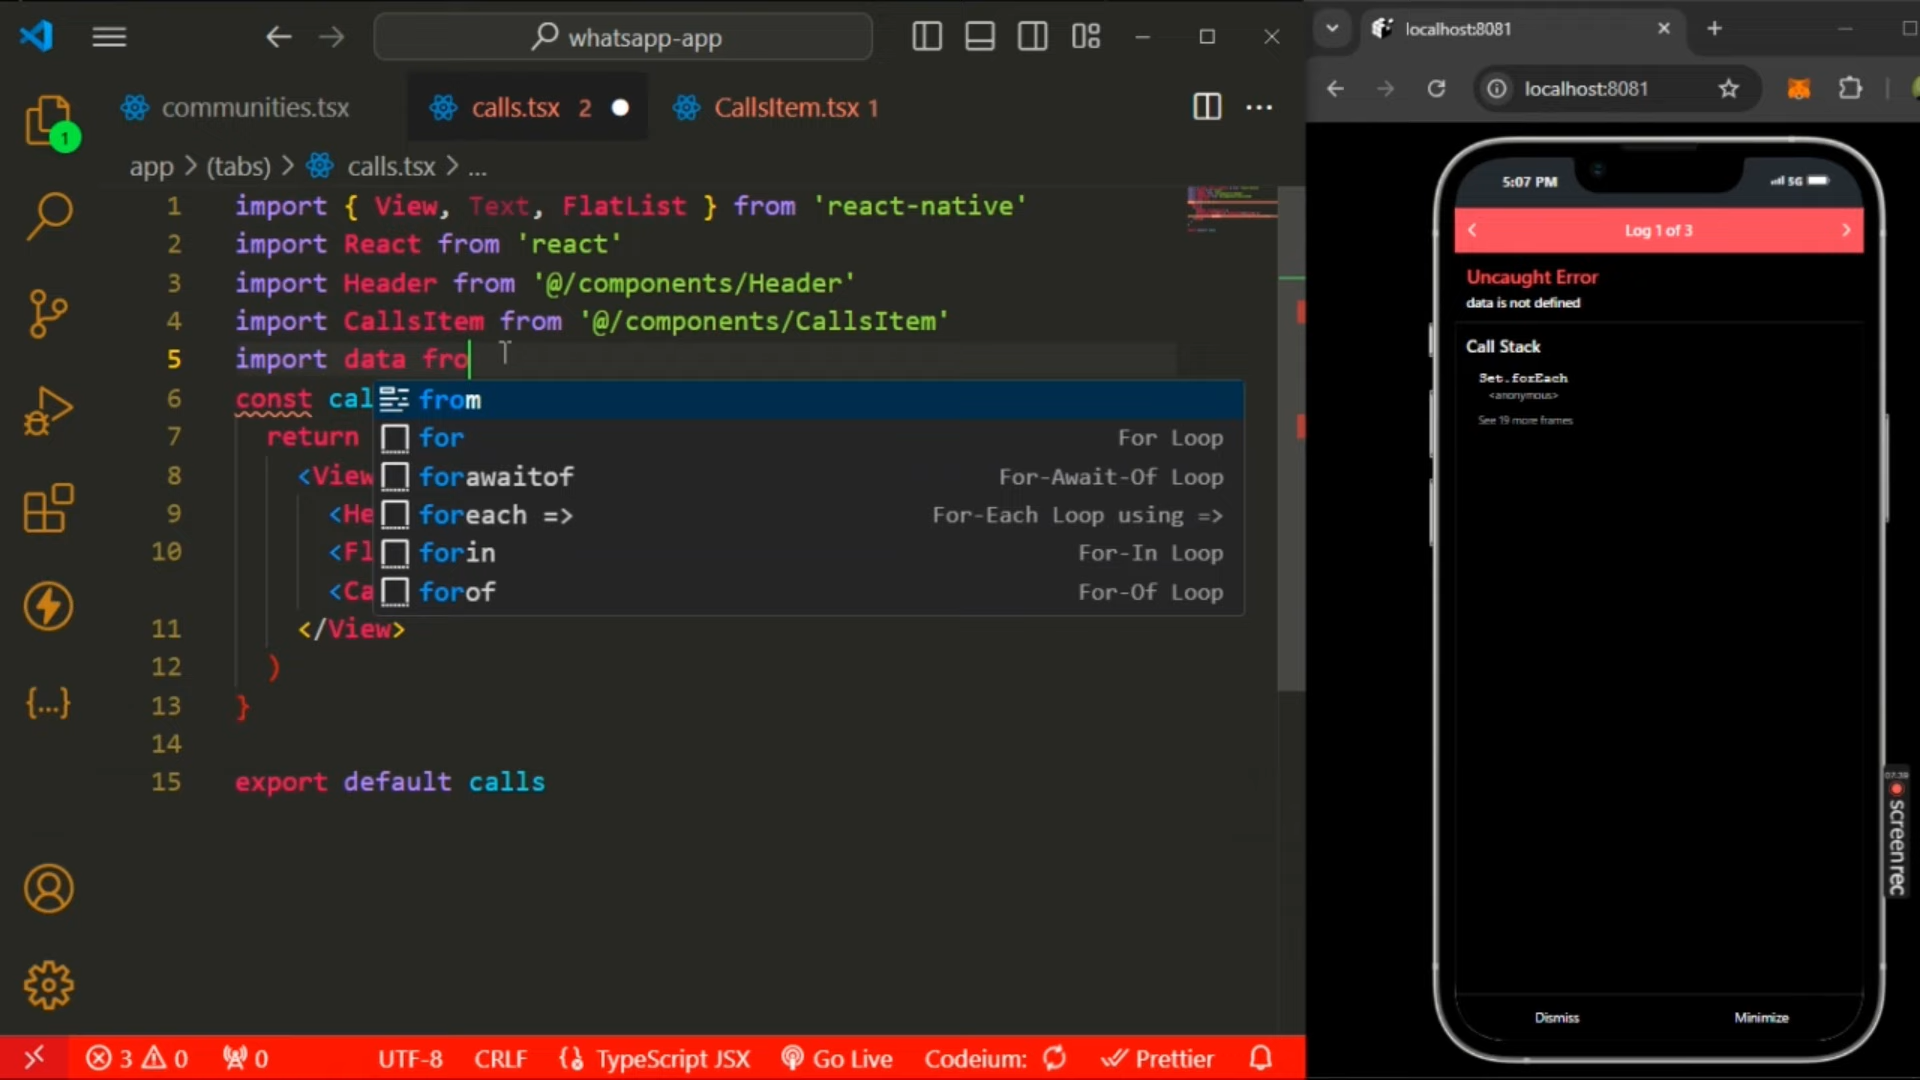 whatsapp-app
communities.tsx
calls.tsx 2
CallsItem.tsx 1
app > (tabs) > calls.tsx > ...
1 import { View, Text, FlatList } from 'react-native'
2 import React from 'react'
3 import Header from '@/components/Header'
4 import CallsItem from '@/components/CallsItem'
5 import data fro
6 const cal
7 return
8 <View
9 <He
10 <Fl
<Ca
11 </View>
12 )
13 }
14
15 export default calls
from
for For Loop
forawaitof For-Await-Of Loop
foreach => For-Each Loop using =>
forin For-In Loop
forof For-Of Loop
1
{...}
3 0 0 UTF-8 CRLF TypeScript JSX Go Live Codeium: Prettier
localhost:8081
localhost:8081
5:07 PM
5G
Log 1 of 3
Uncaught Error
data is not defined
Call Stack
Set.forEach
<anonymous>
See 19 more frames
Dismiss
Minimize
07:39
screenrec